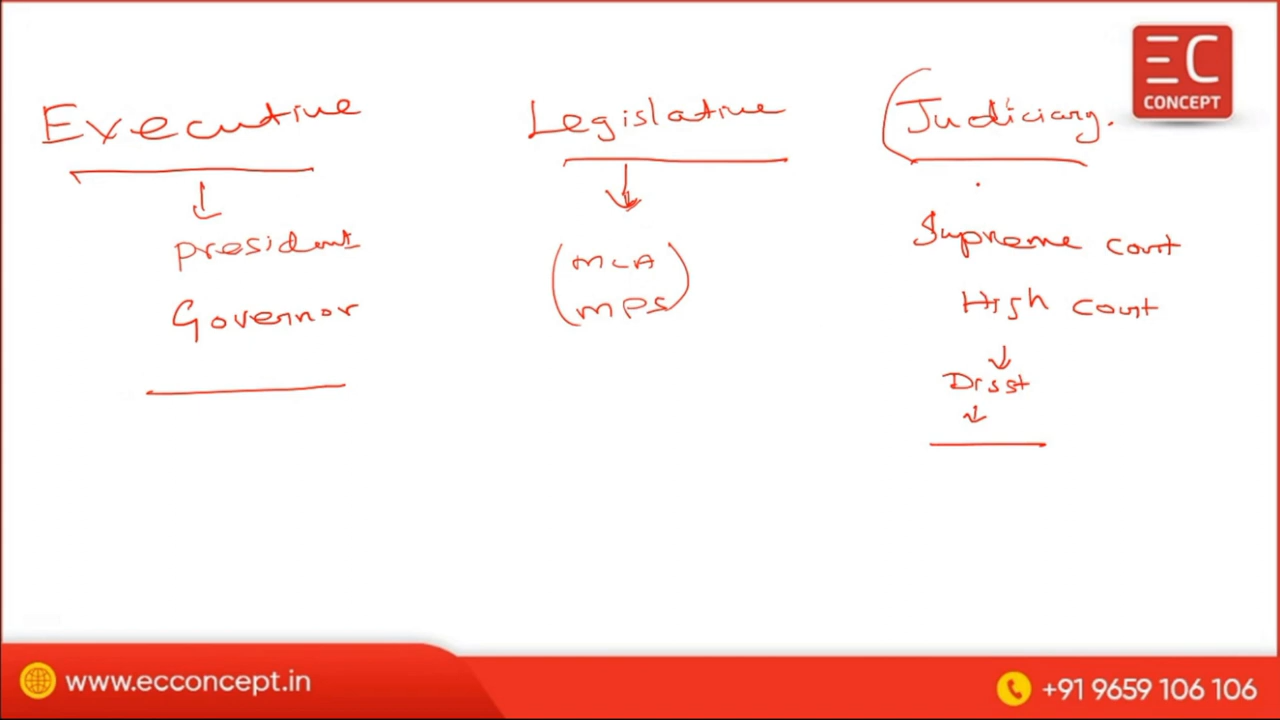 Executive
President
Governor
Legislative
(MLA
MPS)
(Judiciary.
Supreme court
High court
Dist
EC
CONCEPT
www.ecconcept.in
+91 9659 106 106